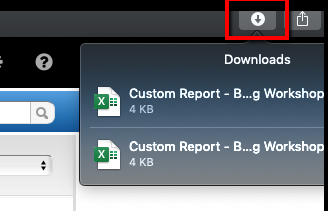 Downloads
Custom Report - B...g Workshop
4 KB
Custom Report - B...g Workshop
4 KB